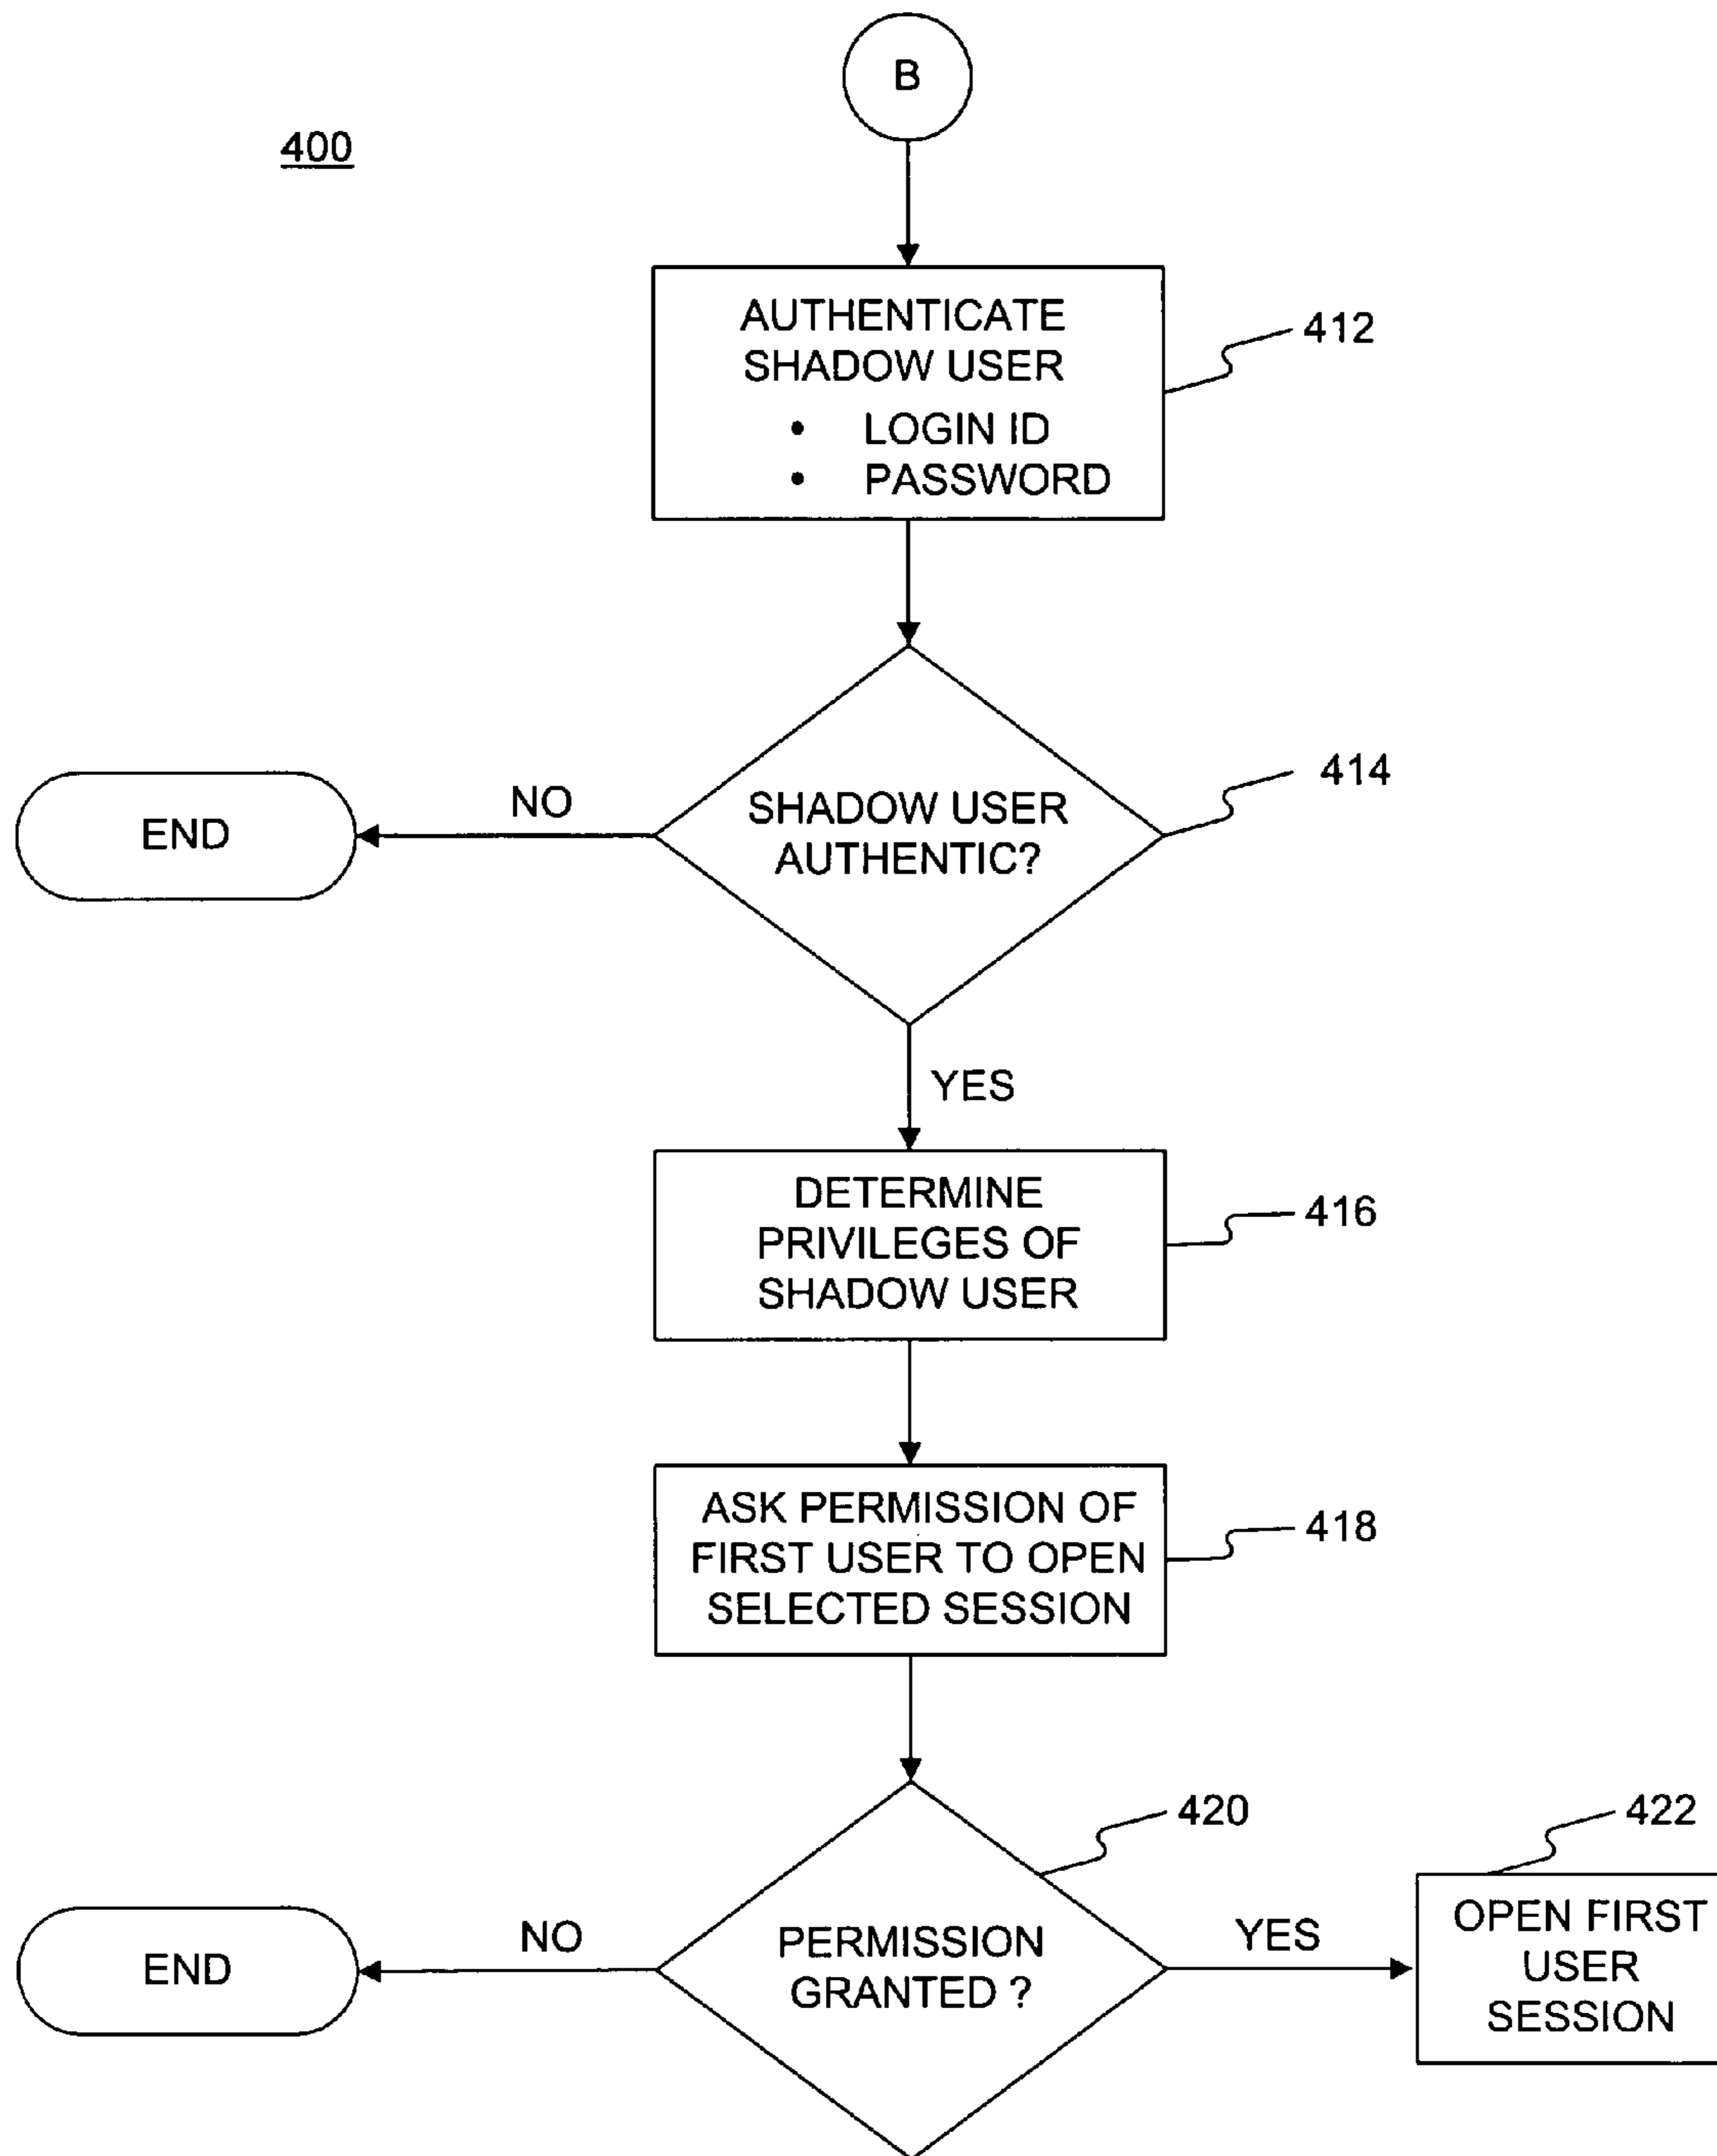 B
400
AUTHENTICATE
SHADOW USER
• LOGIN ID
• PASSWORD
412
SHADOW USER
AUTHENTIC?
414
NO
END
YES
DETERMINE
PRIVILEGES OF
SHADOW USER
416
ASK PERMISSION OF
FIRST USER TO OPEN
SELECTED SESSION
418
PERMISSION
GRANTED ?
420
NO
END
YES
422
OPEN FIRST
USER
SESSION